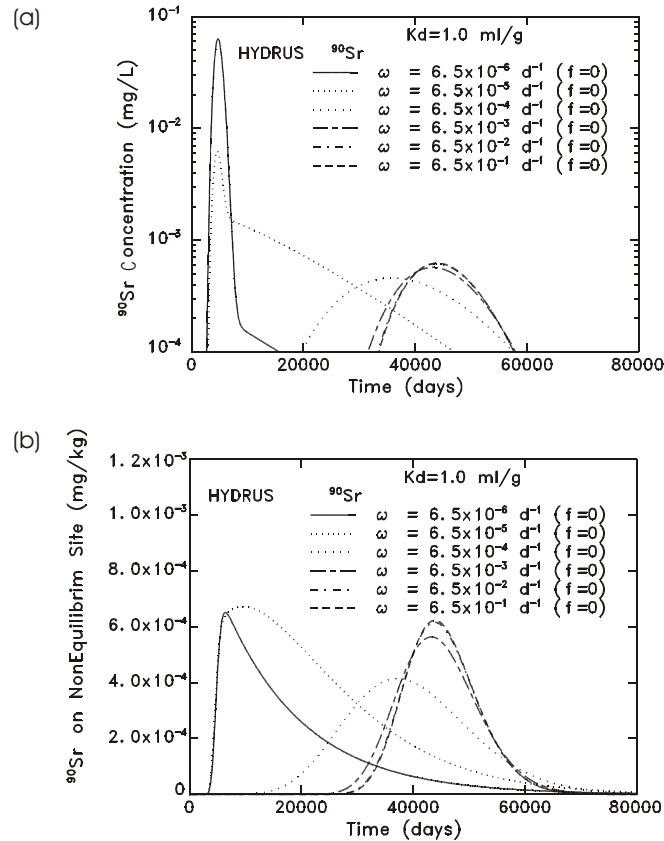 (a)
Kd=1.0 ml/g
HYDRUS ⁹⁰Sr
ω = 6.5x10⁻⁶ d⁻¹ (f=0)
ω = 6.5x10⁻⁵ d⁻¹ (f=0)
ω = 6.5x10⁻⁴ d⁻¹ (f=0)
ω = 6.5x10⁻³ d⁻¹ (f=0)
ω = 6.5x10⁻² d⁻¹ (f=0)
ω = 6.5x10⁻¹ d⁻¹ (f=0)
⁹⁰Sr Concentration (mg/L)
10⁻¹
10⁻²
10⁻³
10⁻⁴
0 20000 40000 60000 80000
Time (days)
(b)
Kd=1.0 ml/g
HYDRUS ⁹⁰Sr
ω = 6.5x10⁻⁶ d⁻¹ (f=0)
ω = 6.5x10⁻⁵ d⁻¹ (f=0)
ω = 6.5x10⁻⁴ d⁻¹ (f=0)
ω = 6.5x10⁻³ d⁻¹ (f=0)
ω = 6.5x10⁻² d⁻¹ (f=0)
ω = 6.5x10⁻¹ d⁻¹ (f=0)
⁹⁰Sr on NonEquilibrim Site (mg/kg)
1.2x10⁻³
1.0x10⁻³
8.0x10⁻⁴
6.0x10⁻⁴
4.0x10⁻⁴
2.0x10⁻⁴
0
0 20000 40000 60000 80000
Time (days)